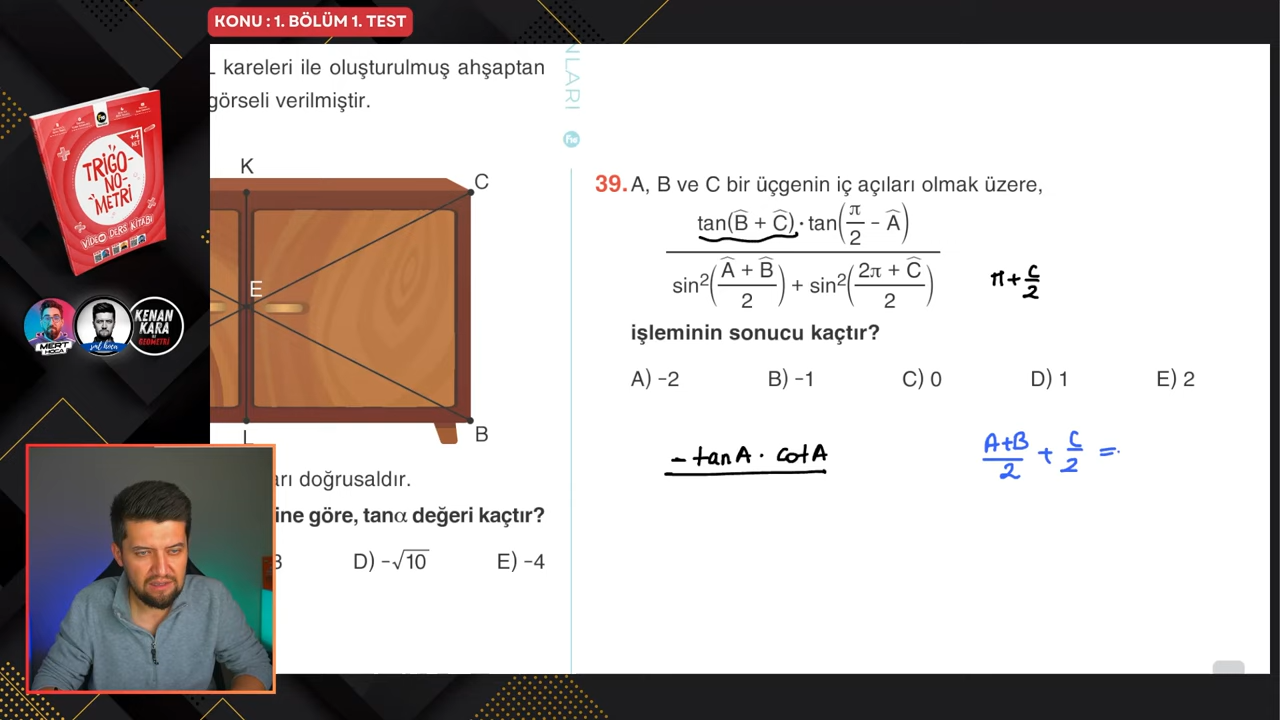 KONU : 1. BÖLÜM 1. TEST
L kareleri ile oluşturulmuş ahşaptan
görseli verilmiştir.
K
C
E
L
B
arı doğrusaldır.
ine göre, tanα değeri kaçtır?
3 D) -√10 E) -4
NLARI
39. A, B ve C bir üçgenin iç açıları olmak üzere,
tan(B̂ + Ĉ) · tan(π/2 - Â)
sin²((Â + B̂)/2) + sin²((2π + Ĉ)/2)
π + C/2
işleminin sonucu kaçtır?
A) -2 B) -1 C) 0 D) 1 E) 2
- tanA · cotA
(A+B)/2 + C/2 =
+4 NET
TRİGO-
NO-
METRİ
VİDEO DERS KİTABI
MERT HOCA
KENAN
KARA
GEOMETRİ